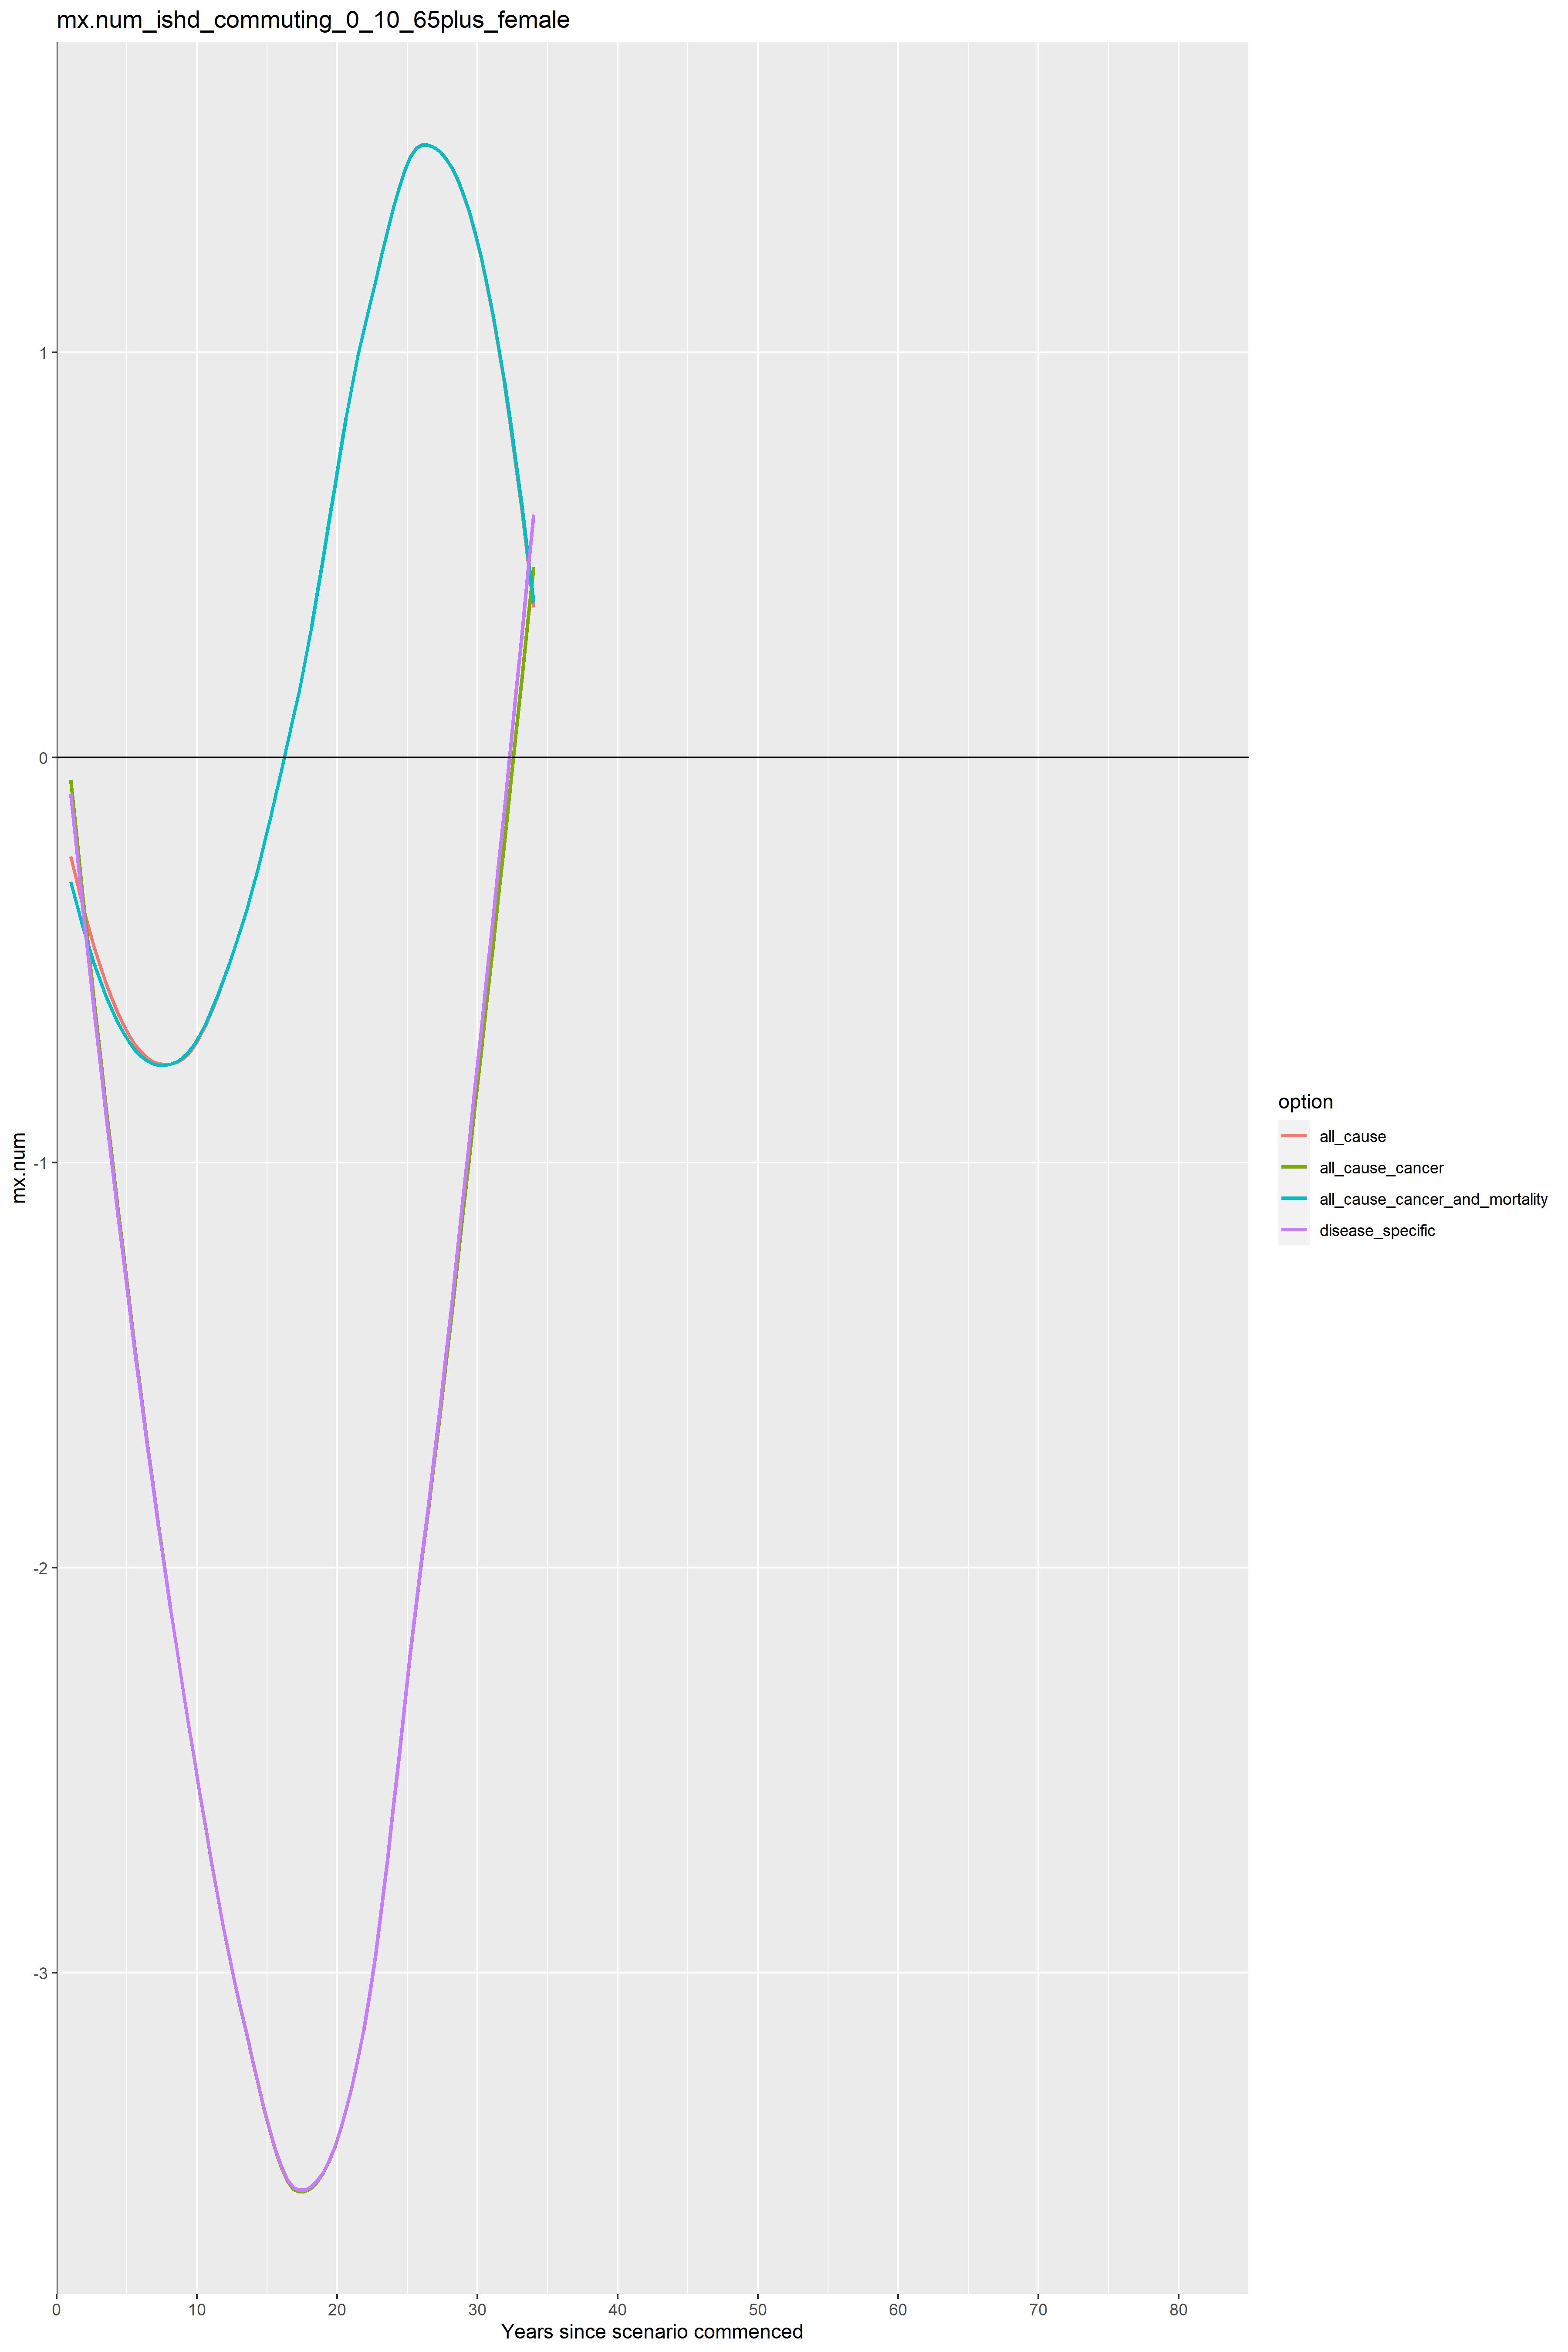 mx.num_ishd_commuting_0_10_65plus_female
1
0
-1
-2
-3
mx.num
0 10 20 30 40 50 60 70 80
Years since scenario commenced
option
all_cause
all_cause_cancer
all_cause_cancer_and_mortality
disease_specific